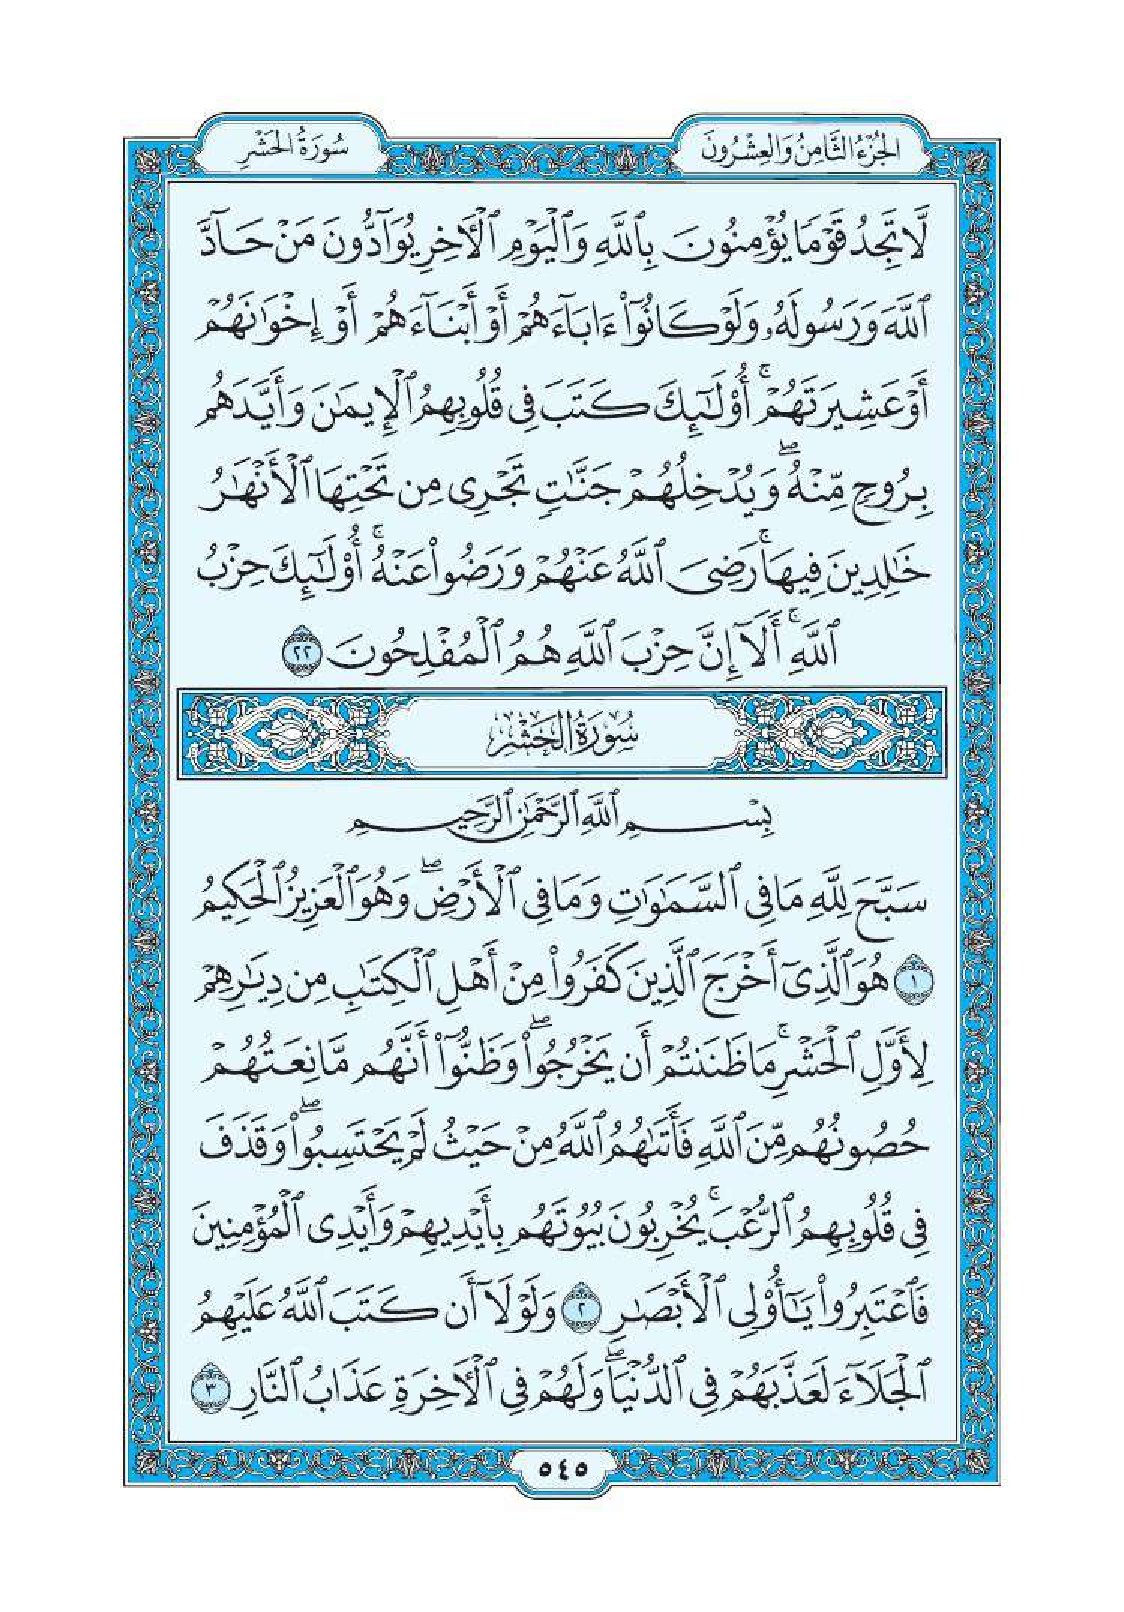 الجُزْءُ الثَّامِنُ وَالعِشْرُونَ
سُورَةُ الحَشْرِ
لَّا تَجِدُ قَوْمًا يُؤْمِنُونَ بِٱللَّهِ وَٱلْيَوْمِ ٱلْأَخِرِ يُوَآدُّونَ مَنْ حَآدَّ
ٱللَّهَ وَرَسُولَهُۥ وَلَوْ كَانُوٓا۟ ءَابَآءَهُمْ أَوْ أَبْنَآءَهُمْ أَوْ إِخْوَٰنَهُمْ
أَوْ عَشِيرَتَهُمْ ۚ أُو۟لَٰٓئِكَ كَتَبَ فِى قُلُوبِهِمُ ٱلْإِيمَٰنَ وَأَيَّدَهُم
بِرُوحٍ مِّنْهُ ۖ وَيُدْخِلُهُمْ جَنَّٰتٍ تَجْرِى مِن تَحْتِهَا ٱلْأَنْهَٰرُ
خَٰلِدِينَ فِيهَا ۚ رَضِىَ ٱللَّهُ عَنْهُمْ وَرَضُوا۟ عَنْهُ ۚ أُو۟لَٰٓئِكَ حِزْبُ
ٱللَّهِ ۚ أَلَآ إِنَّ حِزْبَ ٱللَّهِ هُمُ ٱلْمُفْلِحُونَ ٢٢
سُورَةُ الحَشْرِ
بِسْمِ ٱللَّهِ ٱلرَّحْمَٰنِ ٱلرَّحِيمِ
سَبَّحَ لِلَّهِ مَا فِى ٱلسَّمَٰوَٰتِ وَمَا فِى ٱلْأَرْضِ ۖ وَهُوَ ٱلْعَزِيزُ ٱلْحَكِيمُ
١ هُوَ ٱلَّذِىٓ أَخْرَجَ ٱلَّذِينَ كَفَرُوا۟ مِنْ أَهْلِ ٱلْكِتَٰبِ مِن دِيَٰرِهِمْ
لِأَوَّلِ ٱلْحَشْرِ ۚ مَا ظَنَنتُمْ أَن يَخْرُجُوا۟ ۖ وَظَنُّوٓا۟ أَنَّهُم مَّانِعَتُهُمْ
حُصُونُهُم مِّنَ ٱللَّهِ فَأَتَىٰهُمُ ٱللَّهُ مِنْ حَيْثُ لَمْ يَحْتَسِبُوا۟ ۖ وَقَذَفَ
فِى قُلُوبِهِمُ ٱلرُّعْبَ ۚ يُخْرِبُونَ بُيُوتَهُم بِأَيْدِيهِمْ وَأَيْدِى ٱلْمُؤْمِنِينَ
فَٱعْتَبِرُوا۟ يَٰٓأُو۟لِى ٱلْأَبْصَٰرِ ٢ وَلَوْلَآ أَن كَتَبَ ٱللَّهُ عَلَيْهِمُ
ٱلْجَلَآءَ لَعَذَّبَهُمْ فِى ٱلدُّنْيَا ۖ وَلَهُمْ فِى ٱلْأَخِرَةِ عَذَابُ ٱلنَّارِ ٣
٥٤٥